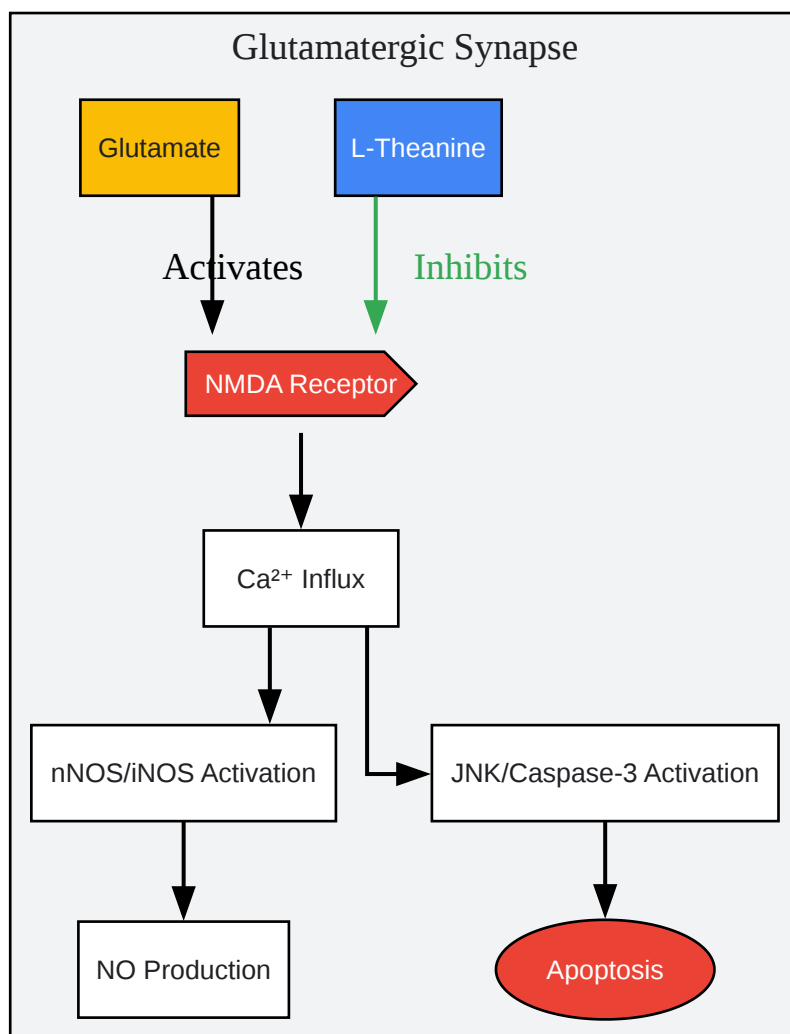 Glutamatergic Synapse
Glutamate
L-Theanine
Activates
Inhibits
NMDA Receptor
Ca²⁺ Influx
nNOS/iNOS Activation
JNK/Caspase-3 Activation
NO Production
Apoptosis